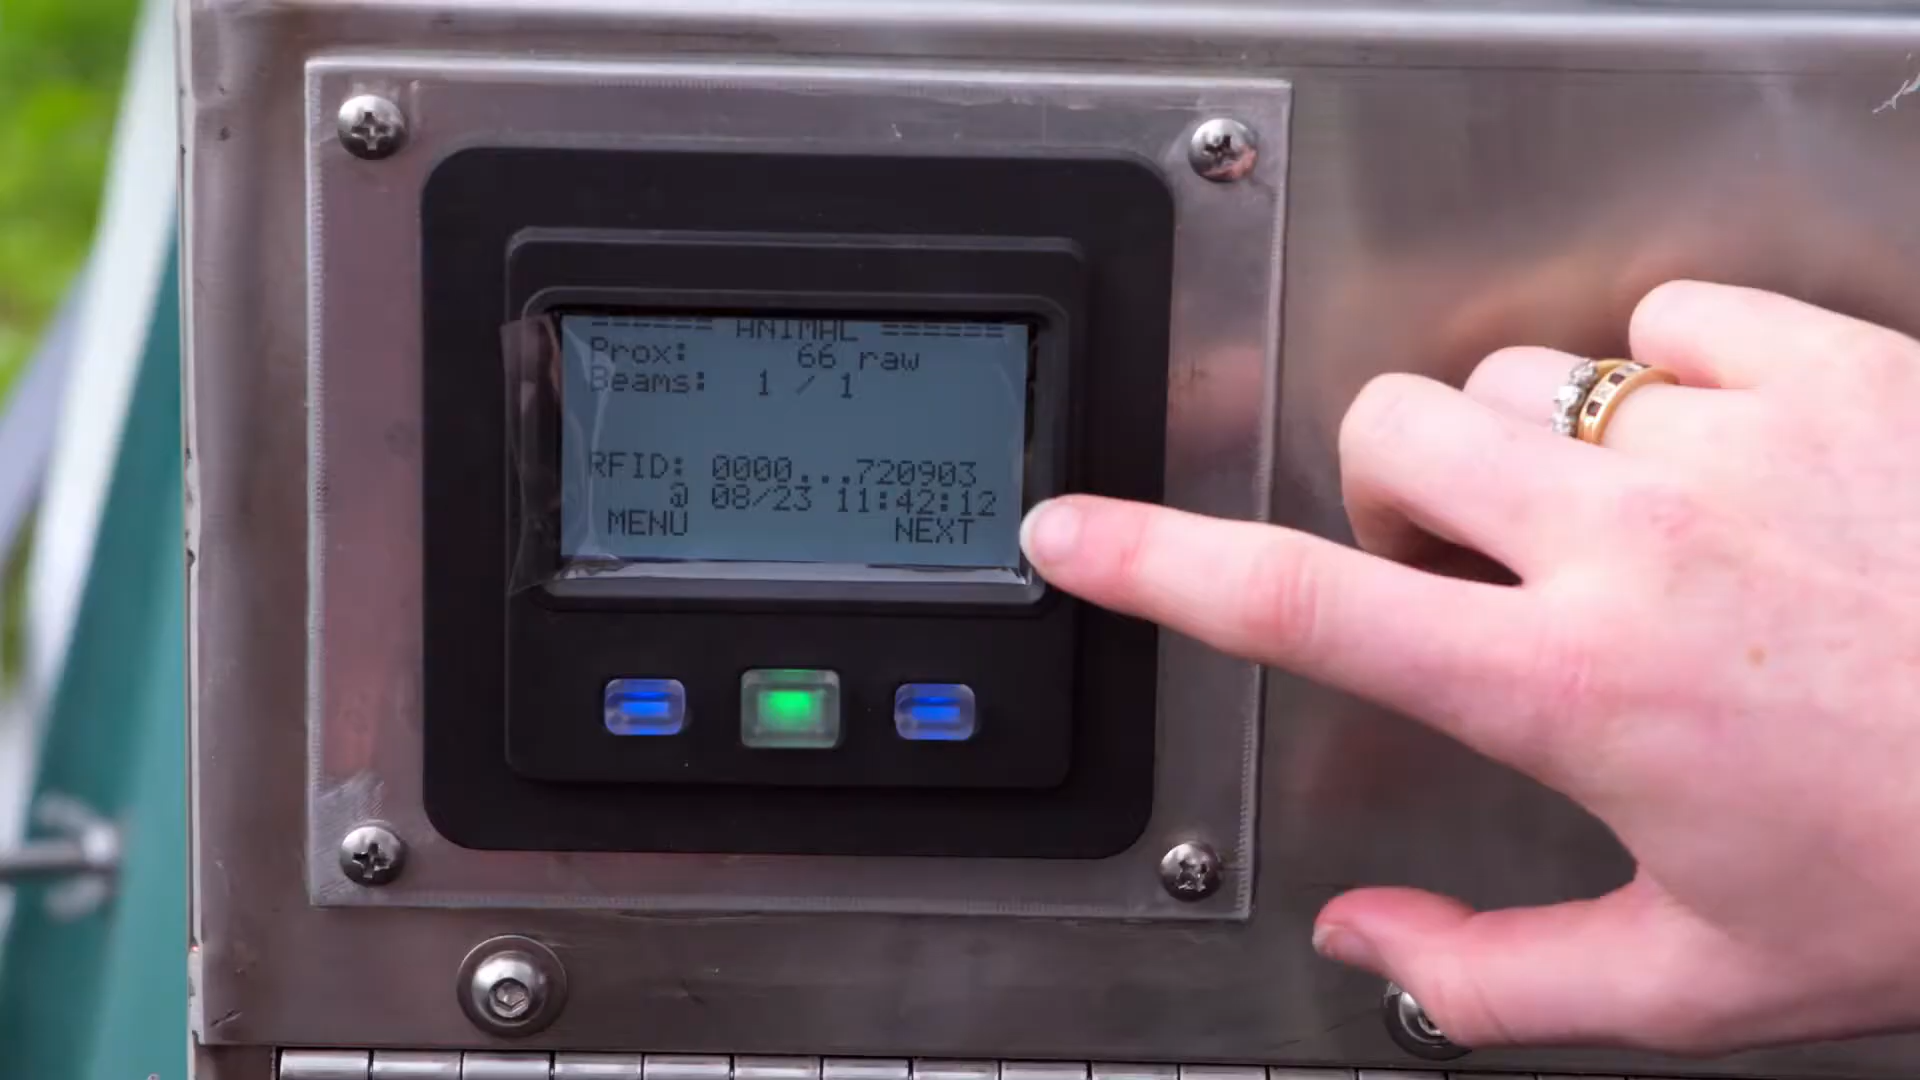 ====== ANIMAL ======
Prox: 66 raw
Beams: 1 / 1
RFID: 0000...720903
@ 08/23 11:42:12
MENU NEXT